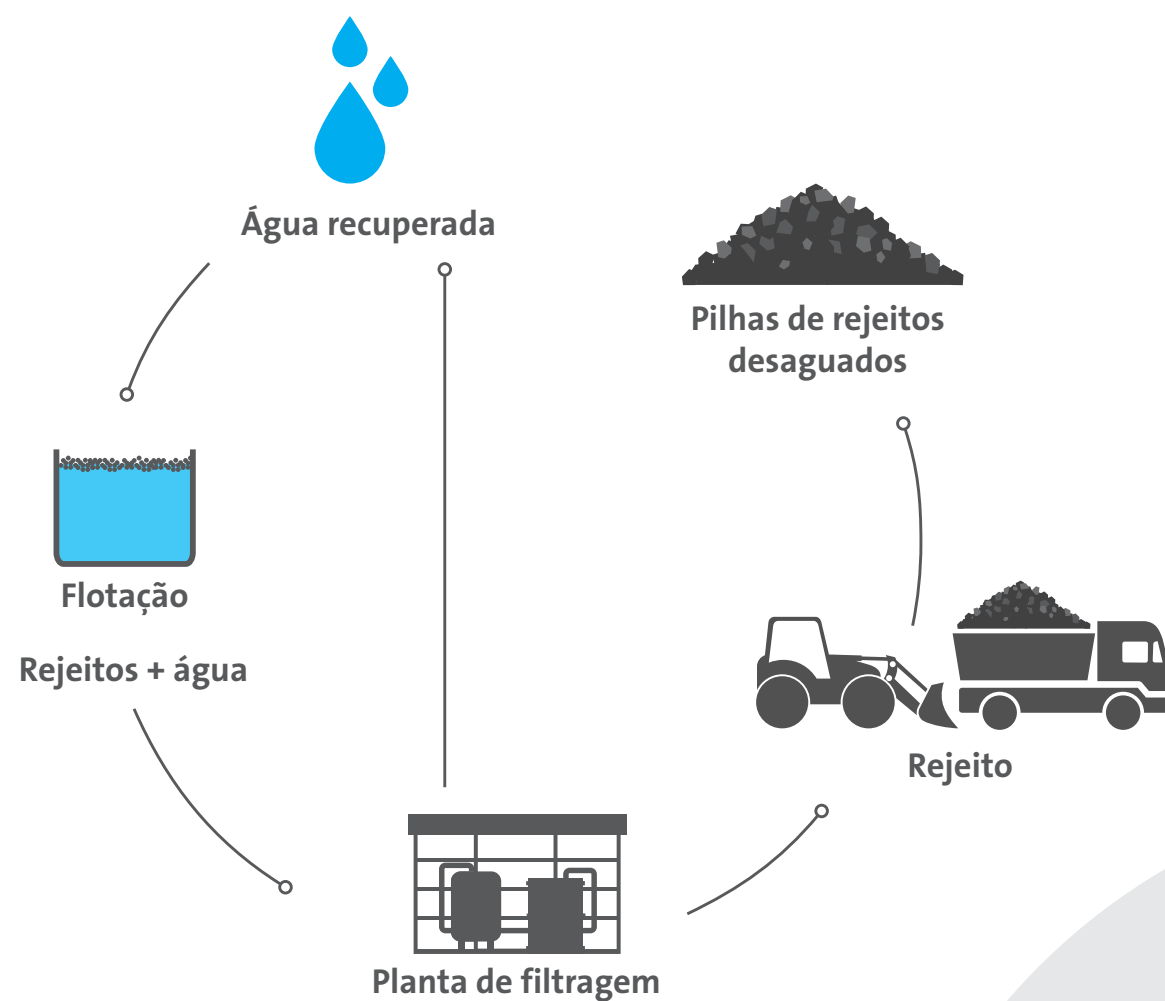 Água recuperada
Pilhas de rejeitos
desaguados
Flotação
Rejeitos + água
Rejeito
Planta de filtragem